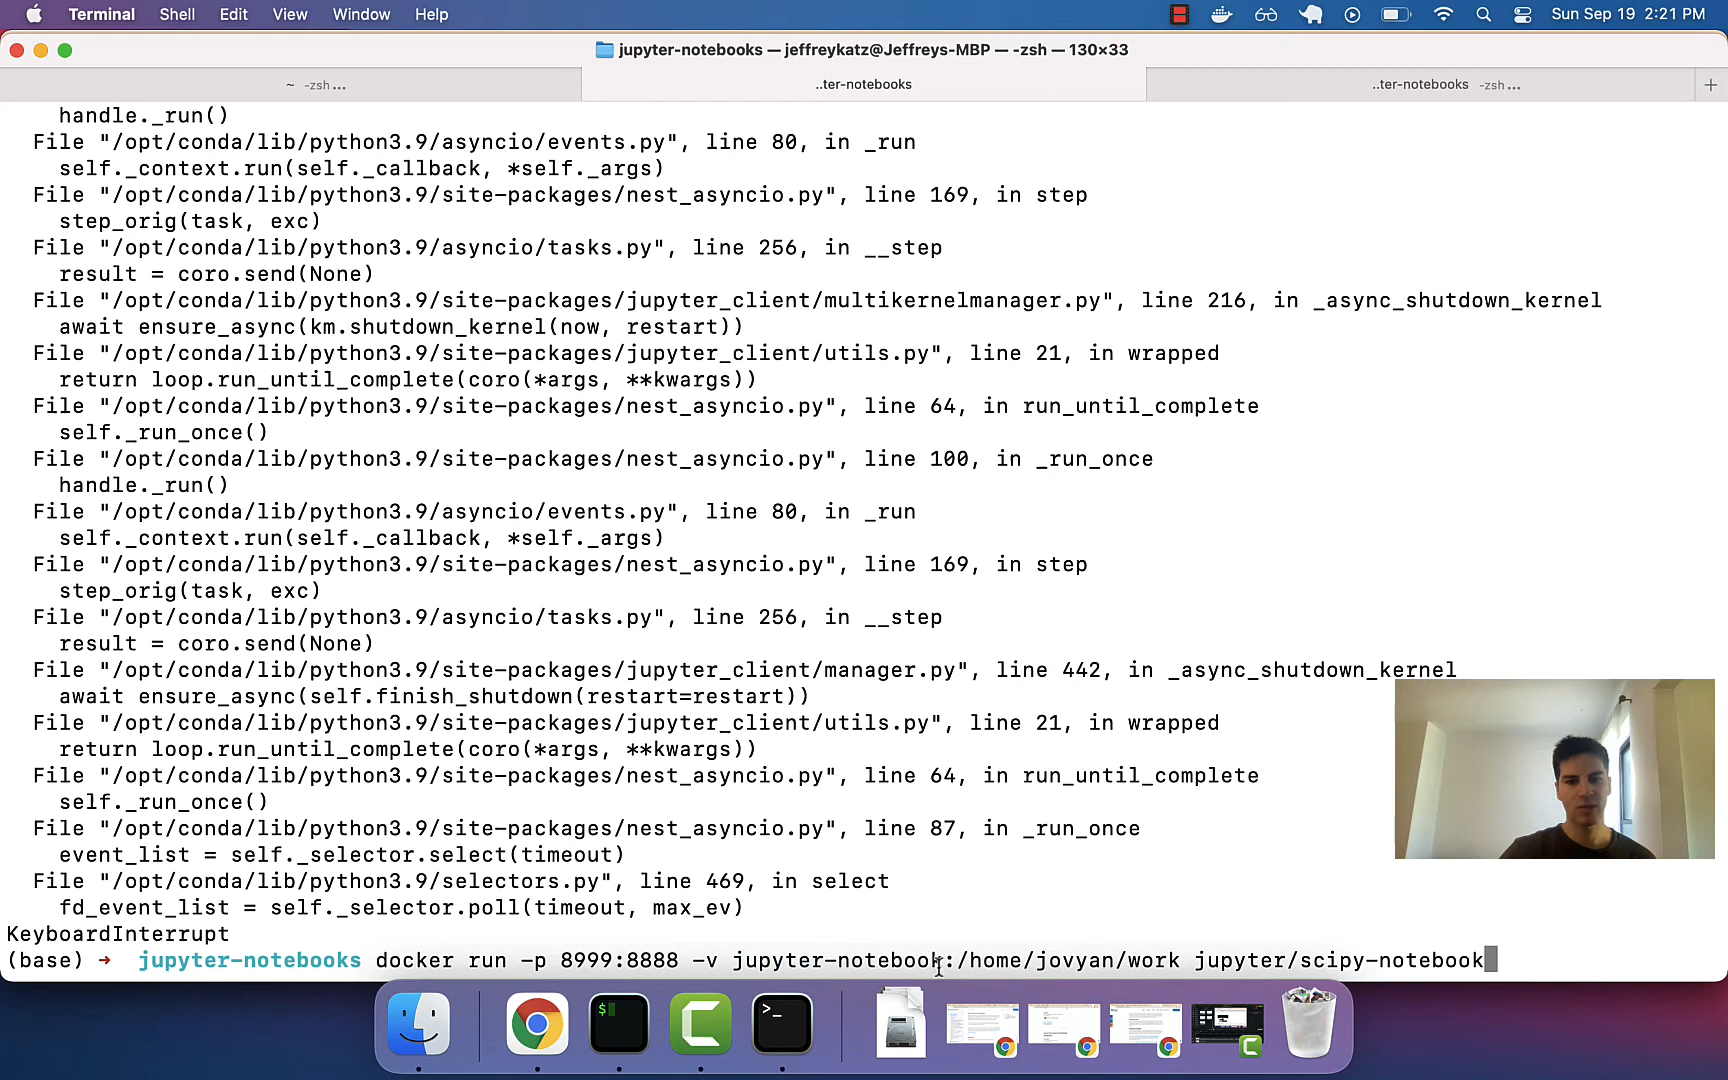 Terminal Shell Edit View Window Help Sun Sep 19 2:21 PM
jupyter-notebooks — jeffreykatz@Jeffreys-MBP — -zsh — 130×33
~ -zsh... ..ter-notebooks ..ter-notebooks -zsh... +
handle._run()
File "/opt/conda/lib/python3.9/asyncio/events.py", line 80, in _run
self._context.run(self._callback, *self._args)
File "/opt/conda/lib/python3.9/site-packages/nest_asyncio.py", line 169, in step
step_orig(task, exc)
File "/opt/conda/lib/python3.9/asyncio/tasks.py", line 256, in __step
result = coro.send(None)
File "/opt/conda/lib/python3.9/site-packages/jupyter_client/multikernelmanager.py", line 216, in _async_shutdown_kernel
await ensure_async(km.shutdown_kernel(now, restart))
File "/opt/conda/lib/python3.9/site-packages/jupyter_client/utils.py", line 21, in wrapped
return loop.run_until_complete(coro(*args, **kwargs))
File "/opt/conda/lib/python3.9/site-packages/nest_asyncio.py", line 64, in run_until_complete
self._run_once()
File "/opt/conda/lib/python3.9/site-packages/nest_asyncio.py", line 100, in _run_once
handle._run()
File "/opt/conda/lib/python3.9/asyncio/events.py", line 80, in _run
self._context.run(self._callback, *self._args)
File "/opt/conda/lib/python3.9/site-packages/nest_asyncio.py", line 169, in step
step_orig(task, exc)
File "/opt/conda/lib/python3.9/asyncio/tasks.py", line 256, in __step
result = coro.send(None)
File "/opt/conda/lib/python3.9/site-packages/jupyter_client/manager.py", line 442, in _async_shutdown_kernel
await ensure_async(self.finish_shutdown(restart=restart))
File "/opt/conda/lib/python3.9/site-packages/jupyter_client/utils.py", line 21, in wrapped
return loop.run_until_complete(coro(*args, **kwargs))
File "/opt/conda/lib/python3.9/site-packages/nest_asyncio.py", line 64, in run_until_complete
self._run_once()
File "/opt/conda/lib/python3.9/site-packages/nest_asyncio.py", line 87, in _run_once
event_list = self._selector.select(timeout)
File "/opt/conda/lib/python3.9/selectors.py", line 469, in select
fd_event_list = self._selector.poll(timeout, max_ev)
KeyboardInterrupt
(base) → jupyter-notebooks docker run -p 8999:8888 -v jupyter-notebook:/home/jovyan/work jupyter/scipy-notebook